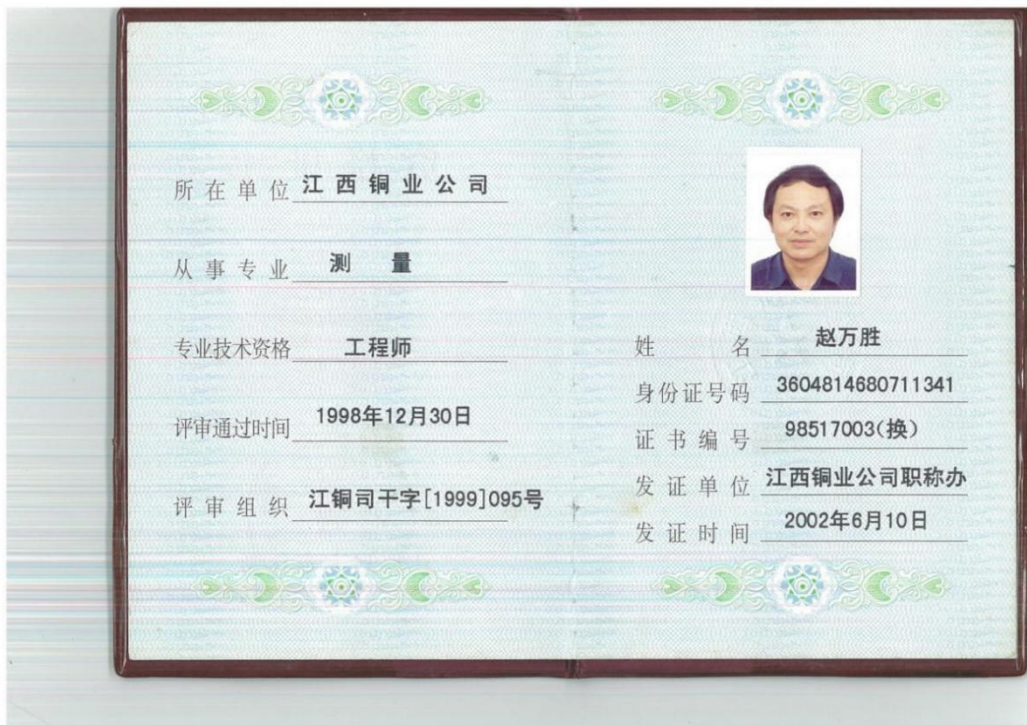 所在单位 江西铜业公司
从事专业 测量
专业技术资格 工程师
评审通过时间 1998年12月30日
评审组织 江铜司干字[1999]095号
姓名 赵万胜
身份证号码 3604814680711341
证书编号 98517003(换)
发证单位 江西铜业公司职称办
发证时间 2002年6月10日